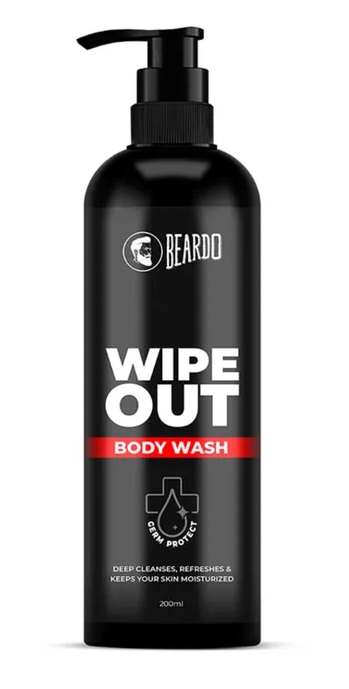 BEARDO
WIPE
OUT
BODY WASH
GERM PROTECT
DEEP CLEANSES, REFRESHES &
KEEPS YOUR SKIN MOISTURIZED
200ml